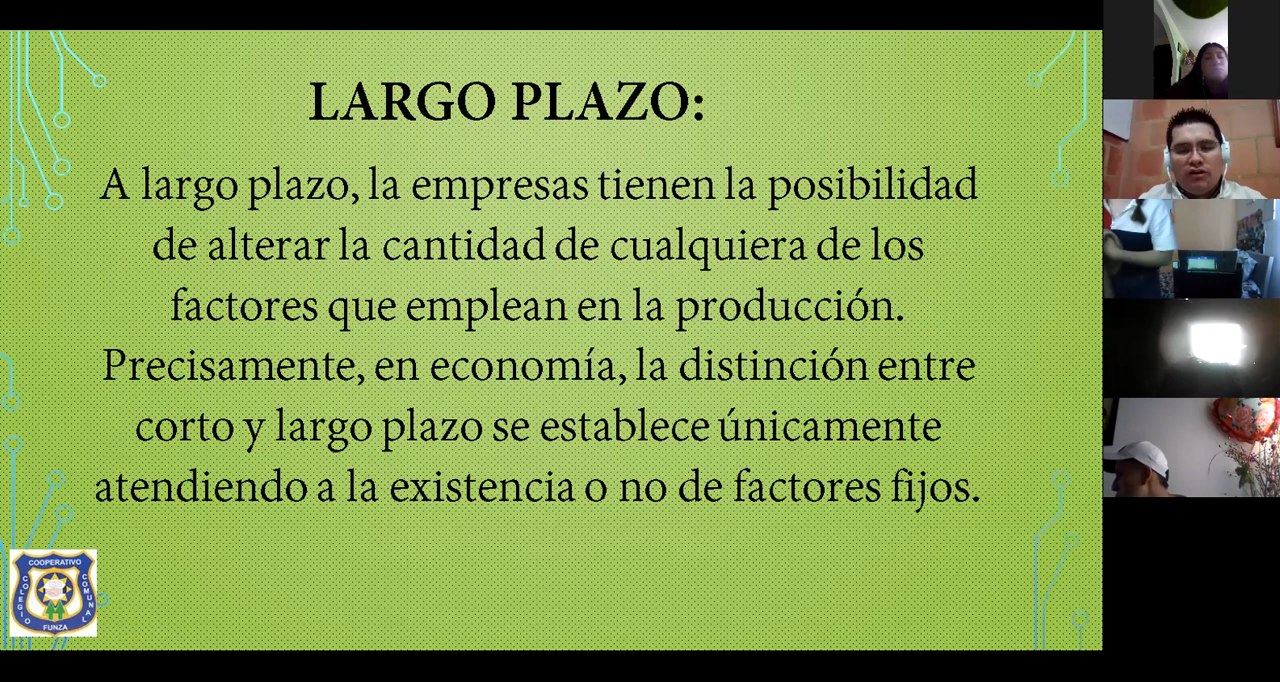 LARGO PLAZO:
A largo plazo, la empresas tienen la posibilidad
de alterar la cantidad de cualquiera de los
factores que emplean en la producción.
Precisamente, en economía, la distinción entre
corto y largo plazo se establece únicamente
atendiendo a la existencia o no de factores fijos.
COOPERATIVO
COLEGIO
COMUNAL
FUNZA